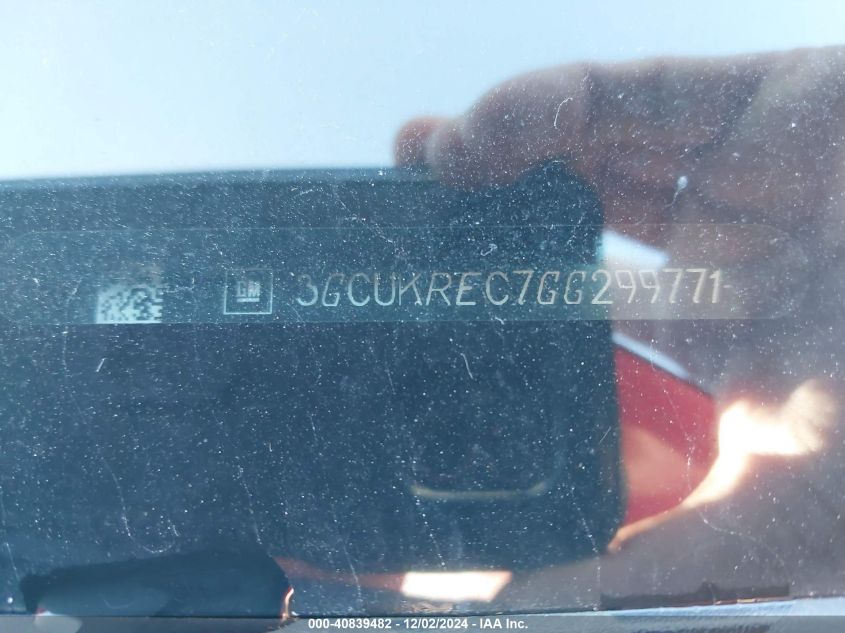 GM 3GCUKREC7GG299771
000-40839482 - 12/02/2024 - IAA Inc.